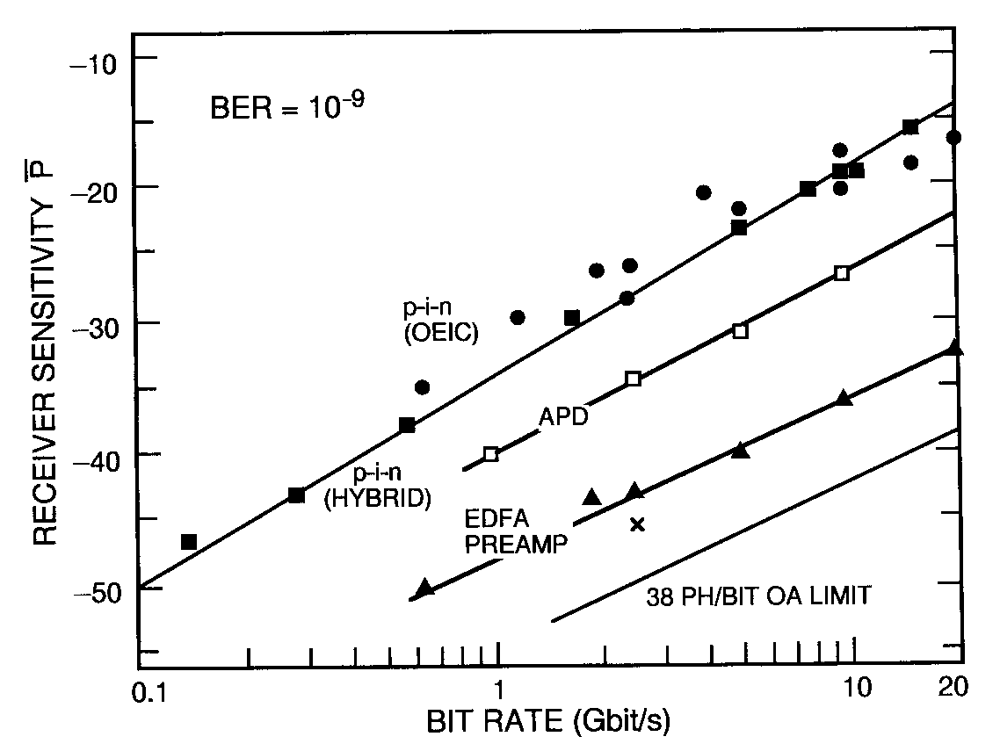 BER = 10⁻⁹
RECEIVER SENSITIVITY P̅
−10
−20
−30
−40
−50
p-i-n
(OEIC)
APD
p-i-n
(HYBRID)
EDFA
PREAMP
38 PH/BIT OA LIMIT
0.1
1
10
20
BIT RATE (Gbit/s)